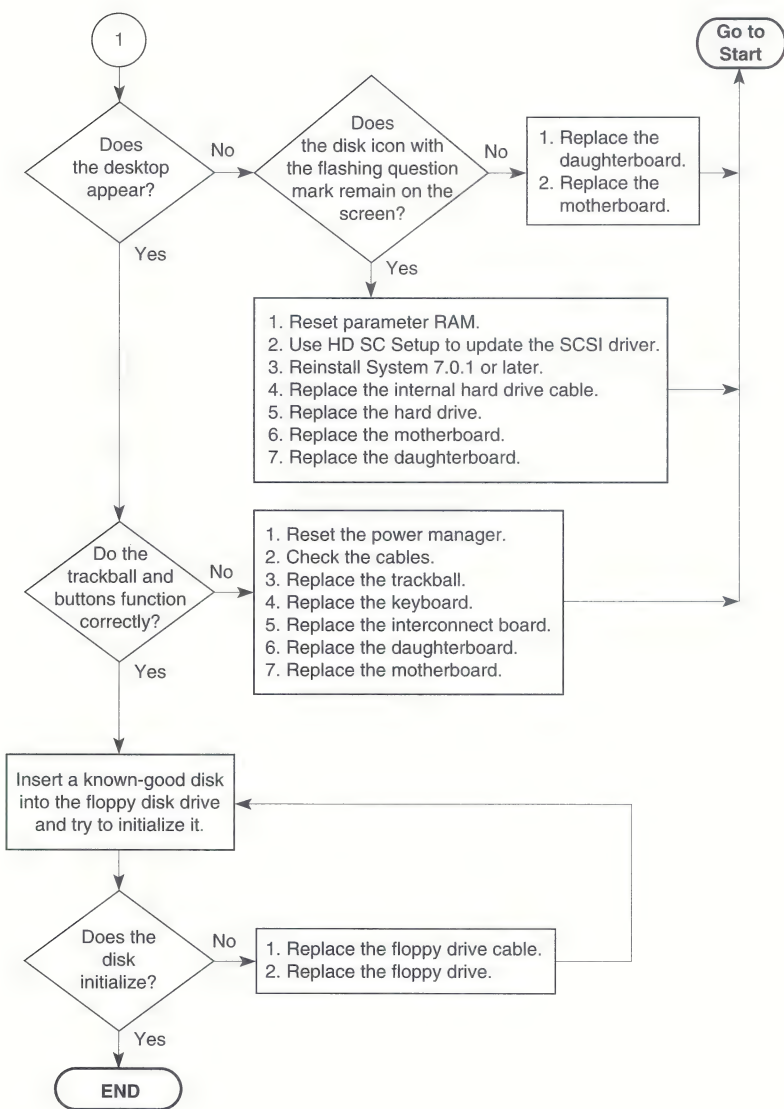 1
Go to
Start
Does
the desktop
appear?
No
Does
the disk icon with
the flashing question
mark remain on the
screen?
No
1. Replace the
daughterboard.
2. Replace the
motherboard.
Yes
Yes
1. Reset parameter RAM.
2. Use HD SC Setup to update the SCSI driver.
3. Reinstall System 7.0.1 or later.
4. Replace the internal hard drive cable.
5. Replace the hard drive.
6. Replace the motherboard.
7. Replace the daughterboard.
Do the
trackball and
buttons function
correctly?
No
1. Reset the power manager.
2. Check the cables.
3. Replace the trackball.
4. Replace the keyboard.
5. Replace the interconnect board.
6. Replace the daughterboard.
7. Replace the motherboard.
Yes
Insert a known-good disk
into the floppy disk drive
and try to initialize it.
Does the
disk
initialize?
No
1. Replace the floppy drive cable.
2. Replace the floppy drive.
Yes
END